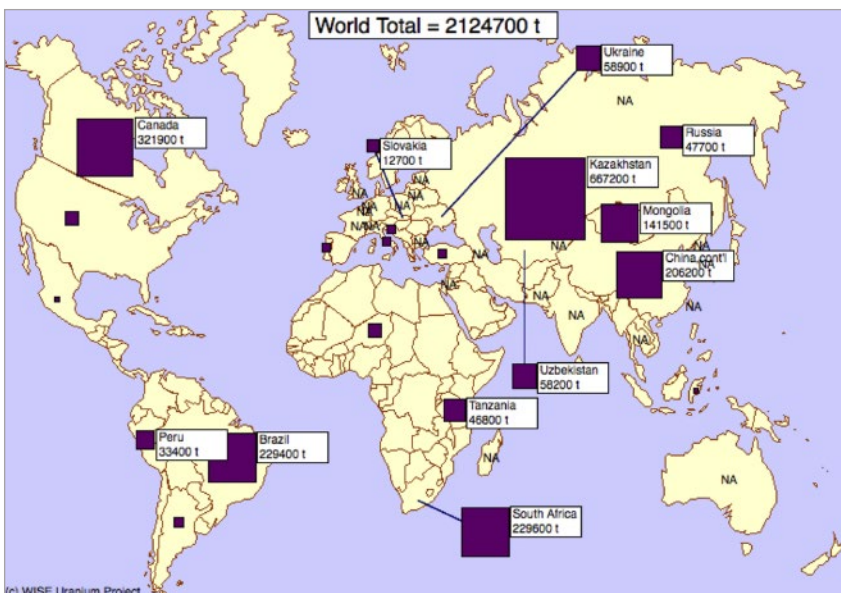 World Total = 2124700 t
Ukraine
58900 t
NA
Canada
321900 t
Slovakia
12700 t
Russia
47700 t
Kazakhstan
667200 t
NA
NA
NA
NA
NA
NA
NA
NA
Mongolia
141500 t
NA
NA
NA
China.cont'l
206200 t
NA
NA
NA
NA
NA
NA
NA
Uzbekistan
58200 t
Tanzania
46800 t
Peru
33400 t
Brazil
229400 t
NA
NA
South Africa
229600 t
(c) WISE Uranium Project